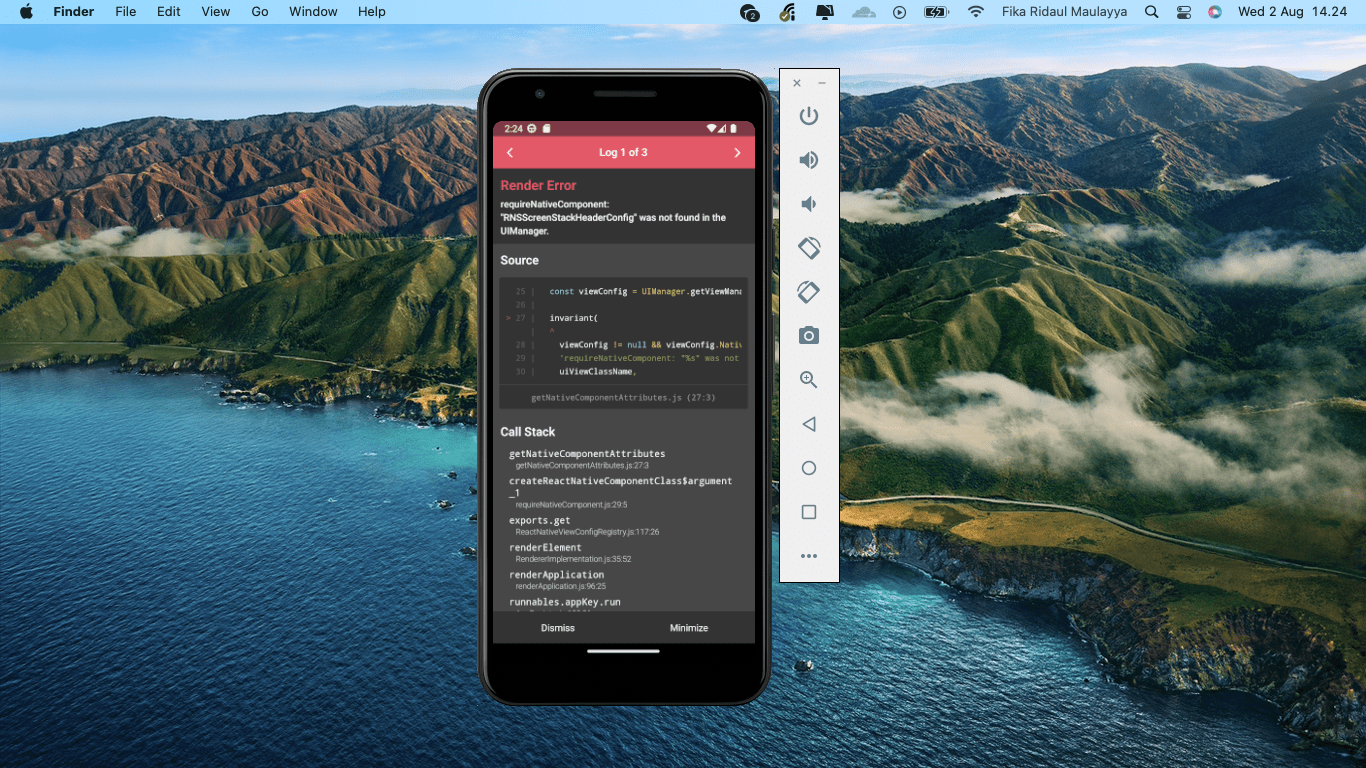 Finder File Edit View Go Window Help 2 Fika Ridaul Maulayya Wed 2 Aug 14.24
2:24
Log 1 of 3
Render Error
requireNativeComponent:
"RNSScreenStackHeaderConfig" was not found in the
UIManager.
Source
25 | const viewConfig = UIManager.getViewMana
26 |
> 27 | invariant(
| ^
28 | viewConfig != null && viewConfig.Nativ
29 | 'requireNativeComponent: "%s" was not
30 | uiViewClassName,
getNativeComponentAttributes.js (27:3)
Call Stack
getNativeComponentAttributes
getNativeComponentAttributes.js:27:3
createReactNativeComponentClass$argument
_1
requireNativeComponent.js:29:5
exports.get
ReactNativeViewConfigRegistry.js:117:26
renderElement
RendererImplementation.js:35:52
renderApplication
renderApplication.js:96:25
runnables.appKey.run
Dismiss Minimize